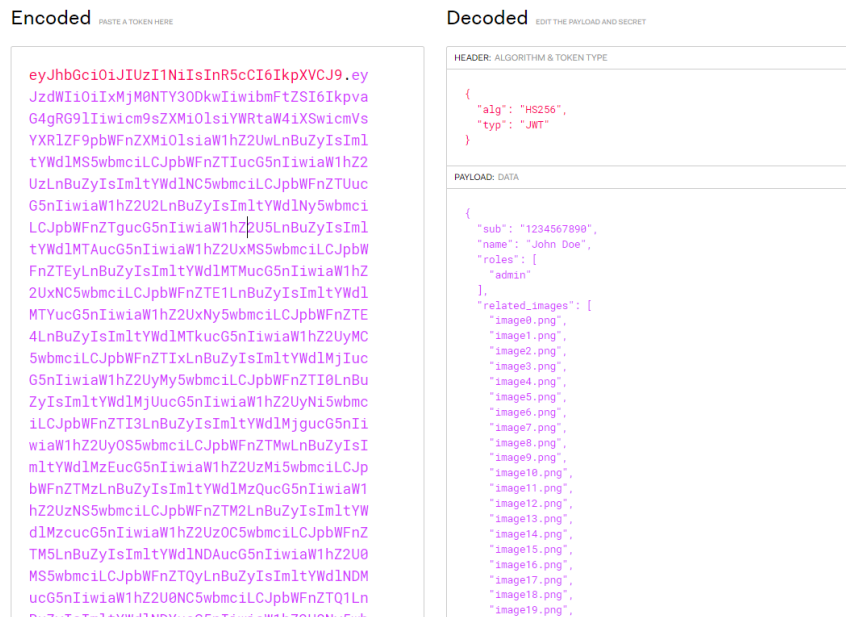 Encoded PASTE A TOKEN HERE
eyJhbGciOiJIUzI1NiIsInR5cCI6IkpXVCJ9.ey
JzdWIiOiIxMjM0NTY3ODkwIiwibmFtZSI6Ikpva
G4gRG9lIiwicm9sZXMiOlsiYWRtaW4iXSwicmVs
YXRlZF9pbWFnZXMiOlsiaW1hZ2UwLnBuZyIsIml
tYWdlMS5wbmciLCJpbWFnZTIucG5nIiwiaW1hZ2
UzLnBuZyIsImltYWdlNC5wbmciLCJpbWFnZTUuc
G5nIiwiaW1hZ2U2LnBuZyIsImltYWdlNy5wbmci
LCJpbWFnZTgucG5nIiwiaW1hZ2U5LnBuZyIsIml
tYWdlMTAucG5nIiwiaW1hZ2UxMS5wbmciLCJpbW
FnZTEyLnBuZyIsImltYWdlMTMucG5nIiwiaW1hZ
2UxNC5wbmciLCJpbWFnZTE1LnBuZyIsImltYWdl
MTYucG5nIiwiaW1hZ2UxNy5wbmciLCJpbWFnZTE
4LnBuZyIsImltYWdlMTkucG5nIiwiaW1hZ2UyMC
5wbmciLCJpbWFnZTIxLnBuZyIsImltYWdlMjIuc
G5nIiwiaW1hZ2UyMy5wbmciLCJpbWFnZTI0LnBu
ZyIsImltYWdlMjUucG5nIiwiaW1hZ2UyNi5wbmc
iLCJpbWFnZTI3LnBuZyIsImltYWdlMjgucG5nIi
wiaW1hZ2UyOS5wbmciLCJpbWFnZTMwLnBuZyIsI
mltYWdlMzEucG5nIiwiaW1hZ2UzMi5wbmciLCJp
bWFnZTMzLnBuZyIsImltYWdlMzQucG5nIiwiaW1
hZ2UzNS5wbmciLCJpbWFnZTM2LnBuZyIsImltYW
dlMzcucG5nIiwiaW1hZ2UzOC5wbmciLCJpbWFnZ
TM5LnBuZyIsImltYWdlNDAucG5nIiwiaW1hZ2U0
MS5wbmciLCJpbWFnZTQyLnBuZyIsImltYWdlNDM
ucG5nIiwiaW1hZ2U0NC5wbmciLCJpbWFnZTQ1Ln
Decoded EDIT THE PAYLOAD AND SECRET
HEADER: ALGORITHM & TOKEN TYPE
{
"alg": "HS256",
"typ": "JWT"
}
PAYLOAD: DATA
{
"sub": "1234567890",
"name": "John Doe",
"roles": [
"admin"
],
"related_images": [
"image0.png",
"image1.png",
"image2.png",
"image3.png",
"image4.png",
"image5.png",
"image6.png",
"image7.png",
"image8.png",
"image9.png",
"image10.png",
"image11.png",
"image12.png",
"image13.png",
"image14.png",
"image15.png",
"image16.png",
"image17.png",
"image18.png",
"image19.png",